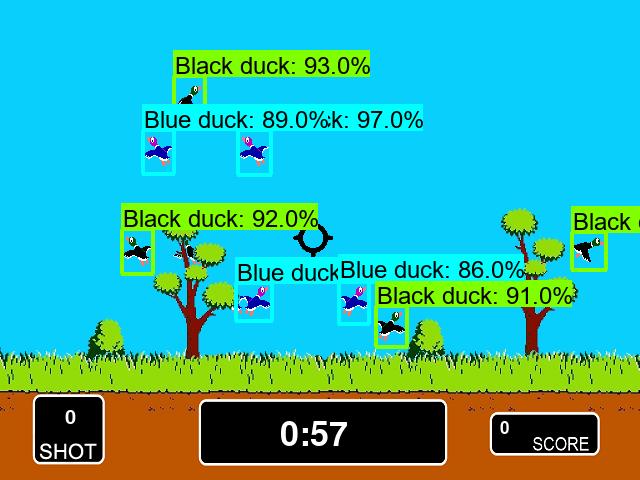 Black duck: 93.0%
Blue duck: 89.0%k: 97.0%
Black duck: 92.0%
Black
Blue duck
Blue duck: 86.0%
Black duck: 91.0%
0
SHOT
0:57
0
SCORE